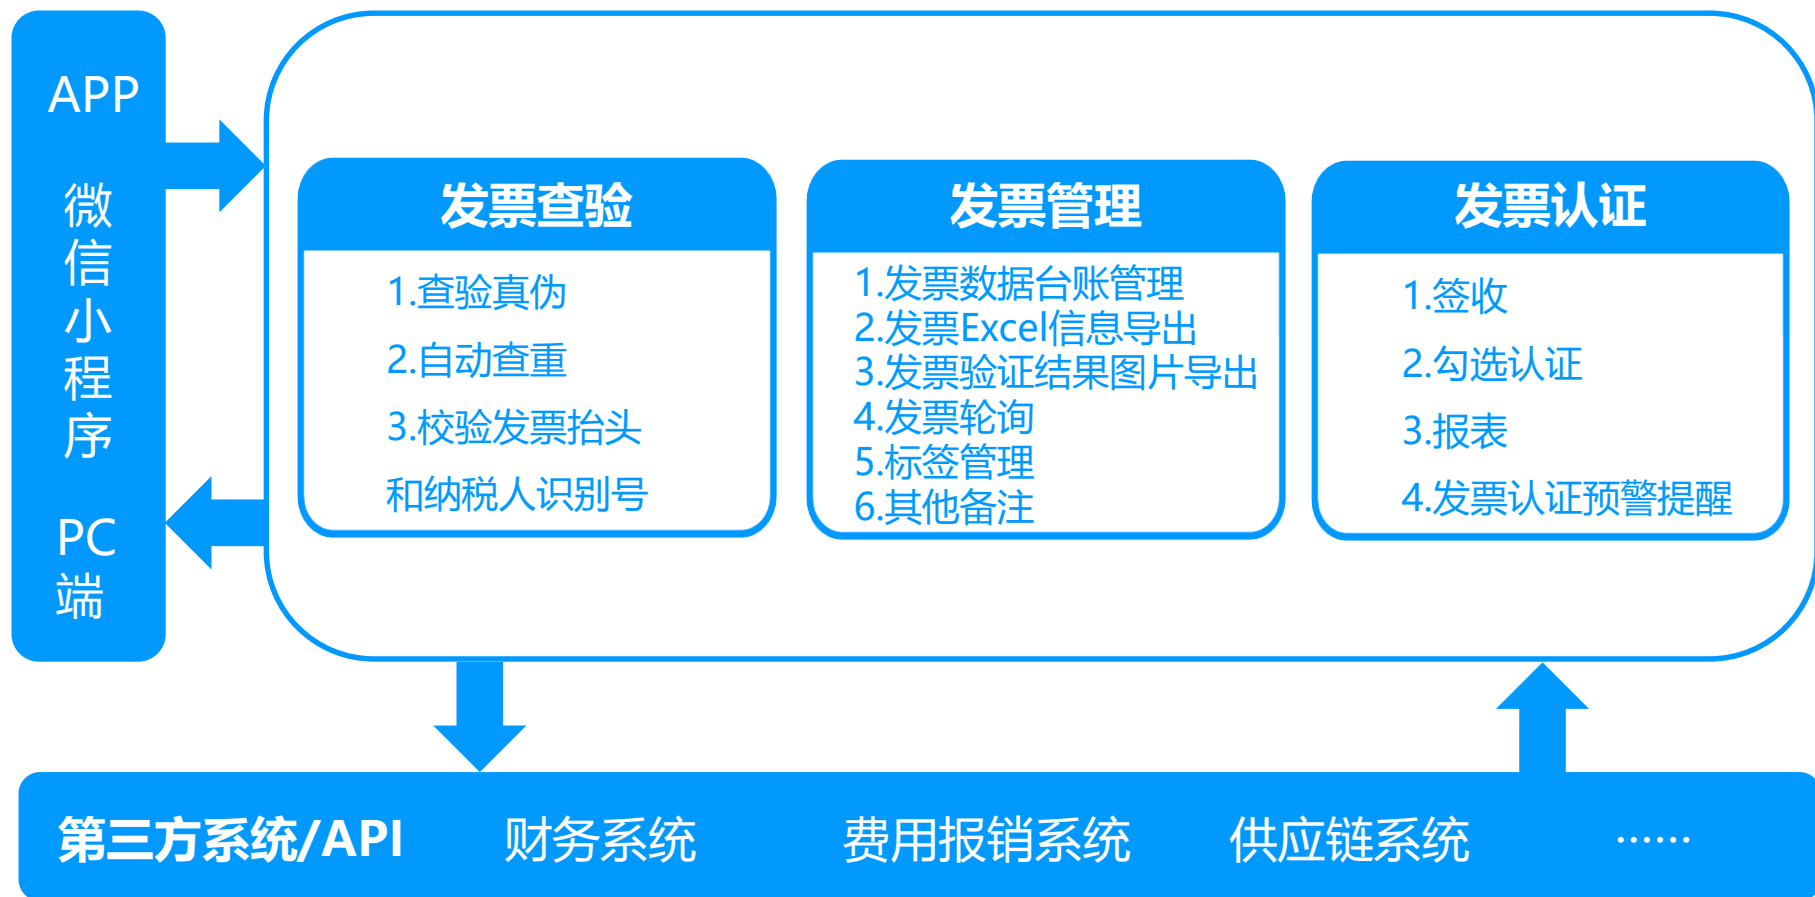 APP
微信小程序
PC
端
发票查验
1.查验真伪
2.自动查重
3.校验发票抬头
和纳税人识别号
发票管理
1.发票数据台账管理
2.发票Excel信息导出
3.发票验证结果图片导出
4.发票轮询
5.标签管理
6.其他备注
发票认证
1.签收
2.勾选认证
3.报表
4.发票认证预警提醒
第三方系统/API 财务系统 费用报销系统 供应链系统 ……